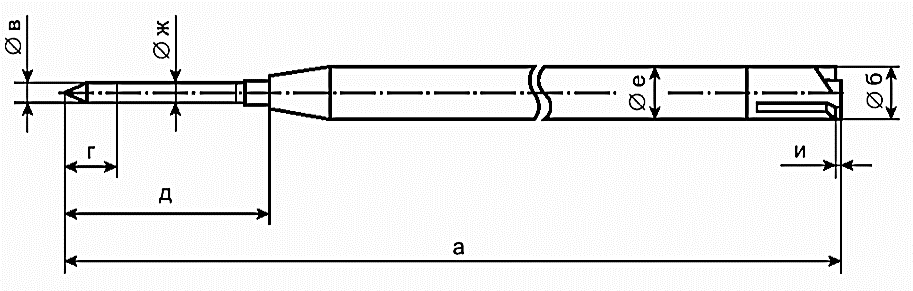 Ø в
Ø ж
Ø е
Ø б
г
и
д
а